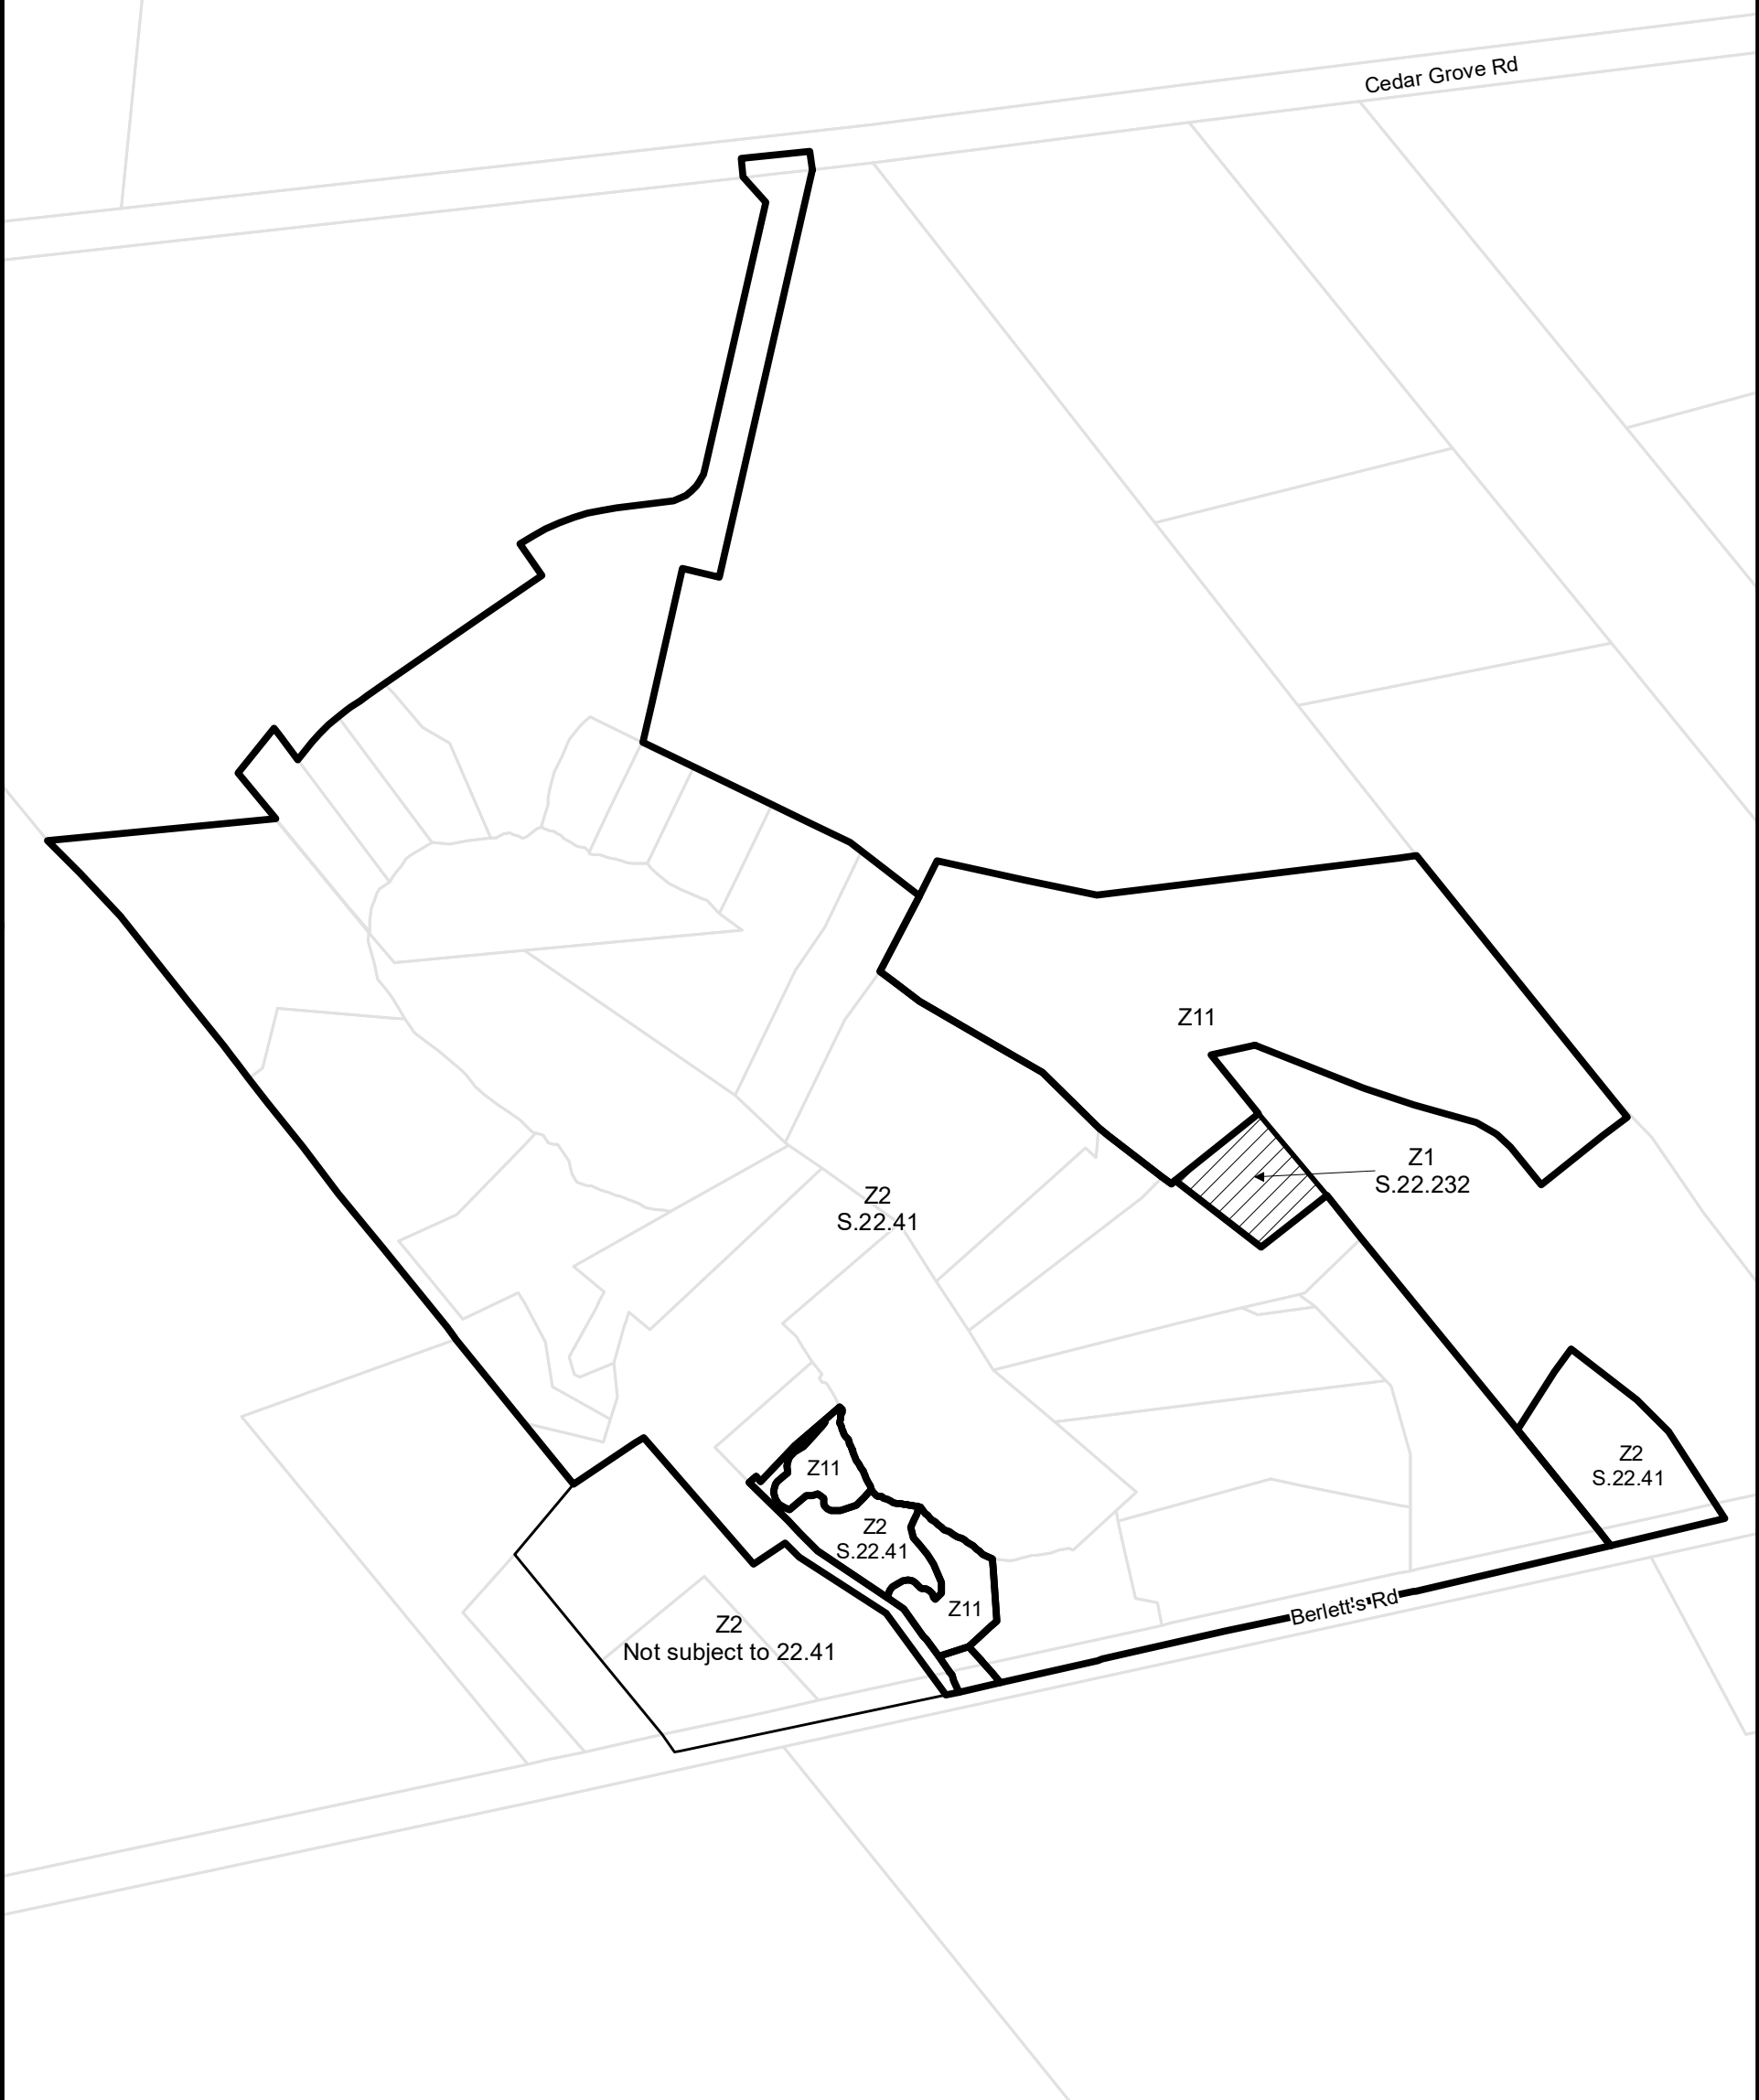 Cedar Grove Rd
Z11
Z1
S.22.232
Z2
S.22.41
Z2
S.22.41
Z11
Z2
S.22.41
Z11
Berlett's Rd
Z2
Not subject to 22.41